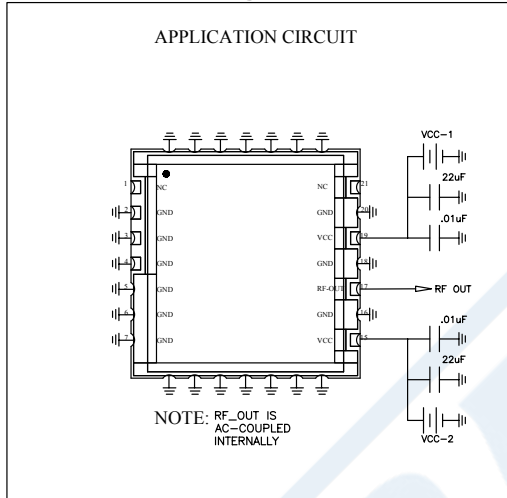 APPLICATION CIRCUIT
VCC-1
1 NC NC 21
22uF
2 GND GND 20
.01uF
3 GND VCC 19
4 GND GND 18
5 GND RF-OUT 17 RF OUT
6 GND GND 16
.01uF
7 GND VCC 15
22uF
VCC-2
NOTE: RF_OUT IS
AC-COUPLED
INTERNALLY